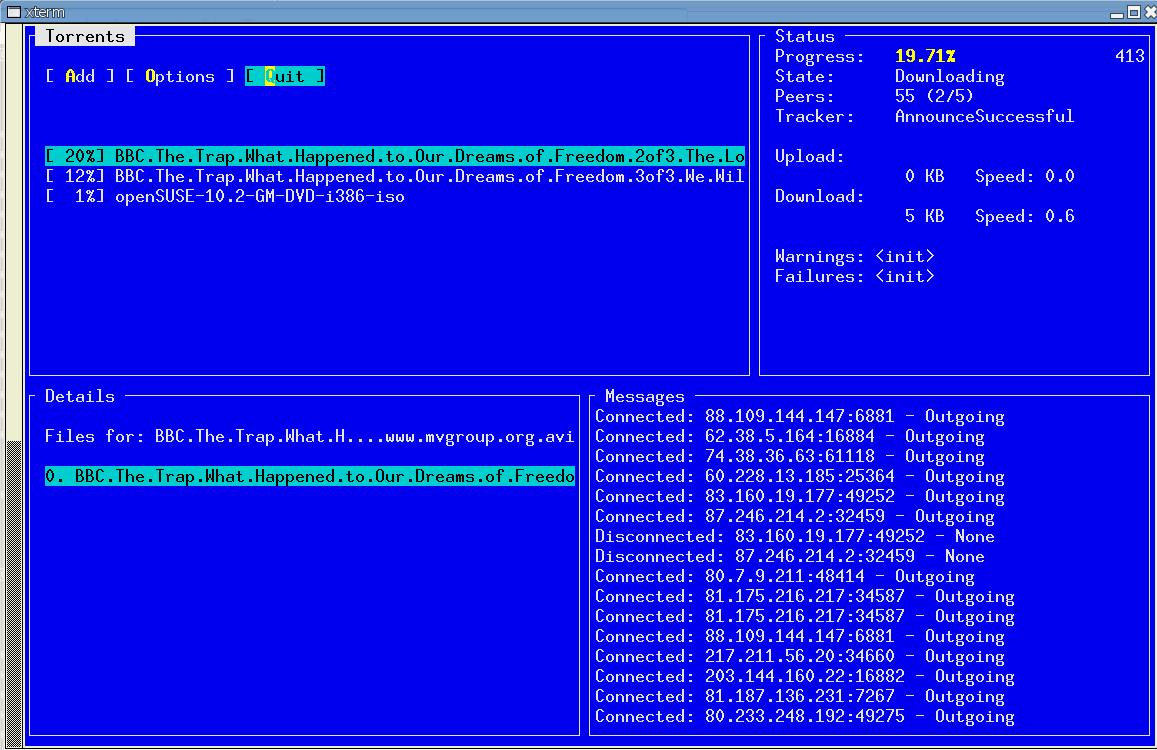 xterm
Torrents
[ Add ] [ Options ] [ Quit ]
[ 20%] BBC.The.Trap.What.Happened.to.Our.Dreams.of.Freedom.2of3.The.Lo
[ 12%] BBC.The.Trap.What.Happened.to.Our.Dreams.of.Freedom.3of3.We.Wil
[ 1%] openSUSE-10.2-GM-DVD-i386-iso
Status
Progress: 19.71% 413
State: Downloading
Peers: 55 (2/5)
Tracker: AnnounceSuccessful
Upload:
0 KB Speed: 0.0
Download:
5 KB Speed: 0.6
Warnings: <init>
Failures: <init>
Details
Files for: BBC.The.Trap.What.H....www.mvgroup.org.avi
0. BBC.The.Trap.What.Happened.to.Our.Dreams.of.Freedo
Messages
Connected: 88.109.144.147:6881 - Outgoing
Connected: 62.38.5.164:16884 - Outgoing
Connected: 74.38.36.63:61118 - Outgoing
Connected: 60.228.13.185:25364 - Outgoing
Connected: 83.160.19.177:49252 - Outgoing
Connected: 87.246.214.2:32459 - Outgoing
Disconnected: 83.160.19.177:49252 - None
Disconnected: 87.246.214.2:32459 - None
Connected: 80.7.9.211:48414 - Outgoing
Connected: 81.175.216.217:34587 - Outgoing
Connected: 81.175.216.217:34587 - Outgoing
Connected: 88.109.144.147:6881 - Outgoing
Connected: 217.211.56.20:34660 - Outgoing
Connected: 203.144.160.22:16882 - Outgoing
Connected: 81.187.136.231:7267 - Outgoing
Connected: 80.233.248.192:49275 - Outgoing